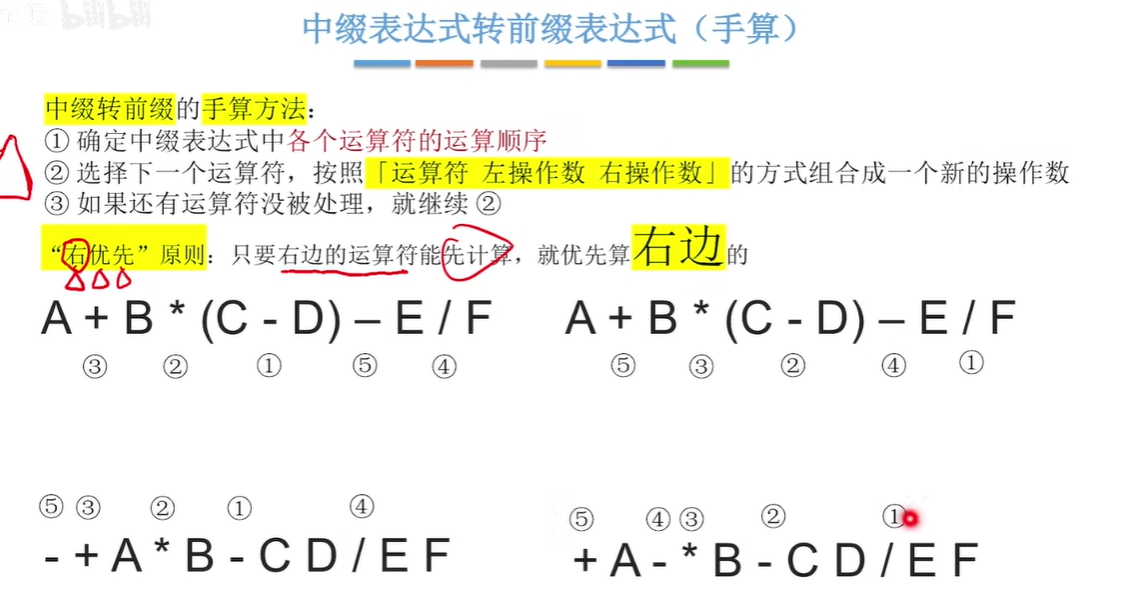 bilibili
中缀表达式转前缀表达式（手算）
中缀转前缀的手算方法：
① 确定中缀表达式中各个运算符的运算顺序
② 选择下一个运算符，按照「运算符 左操作数 右操作数」的方式组合成一个新的操作数
③ 如果还有运算符没被处理，就继续 ②
“右优先”原则：只要右边的运算符能先计算，就优先算右边的
A + B * (C - D) – E / F
③ ② ① ⑤ ④
A + B * (C - D) – E / F
⑤ ③ ② ④ ①
⑤ ③ ② ① ④
- + A * B - C D / E F
⑤ ④ ③ ② ①
+ A - * B - C D / E F